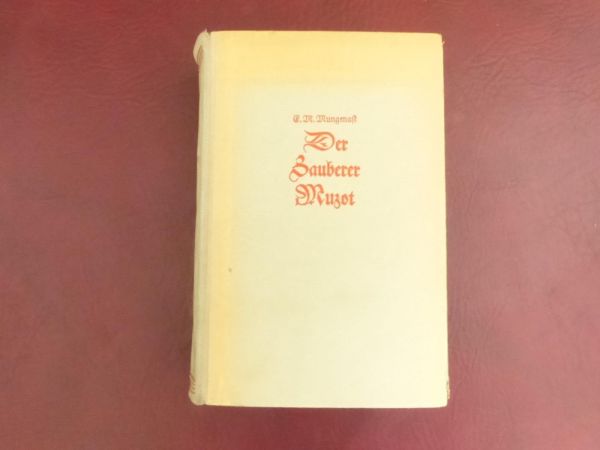 E. M. Mungenast
Der
Zauberer
Muzot